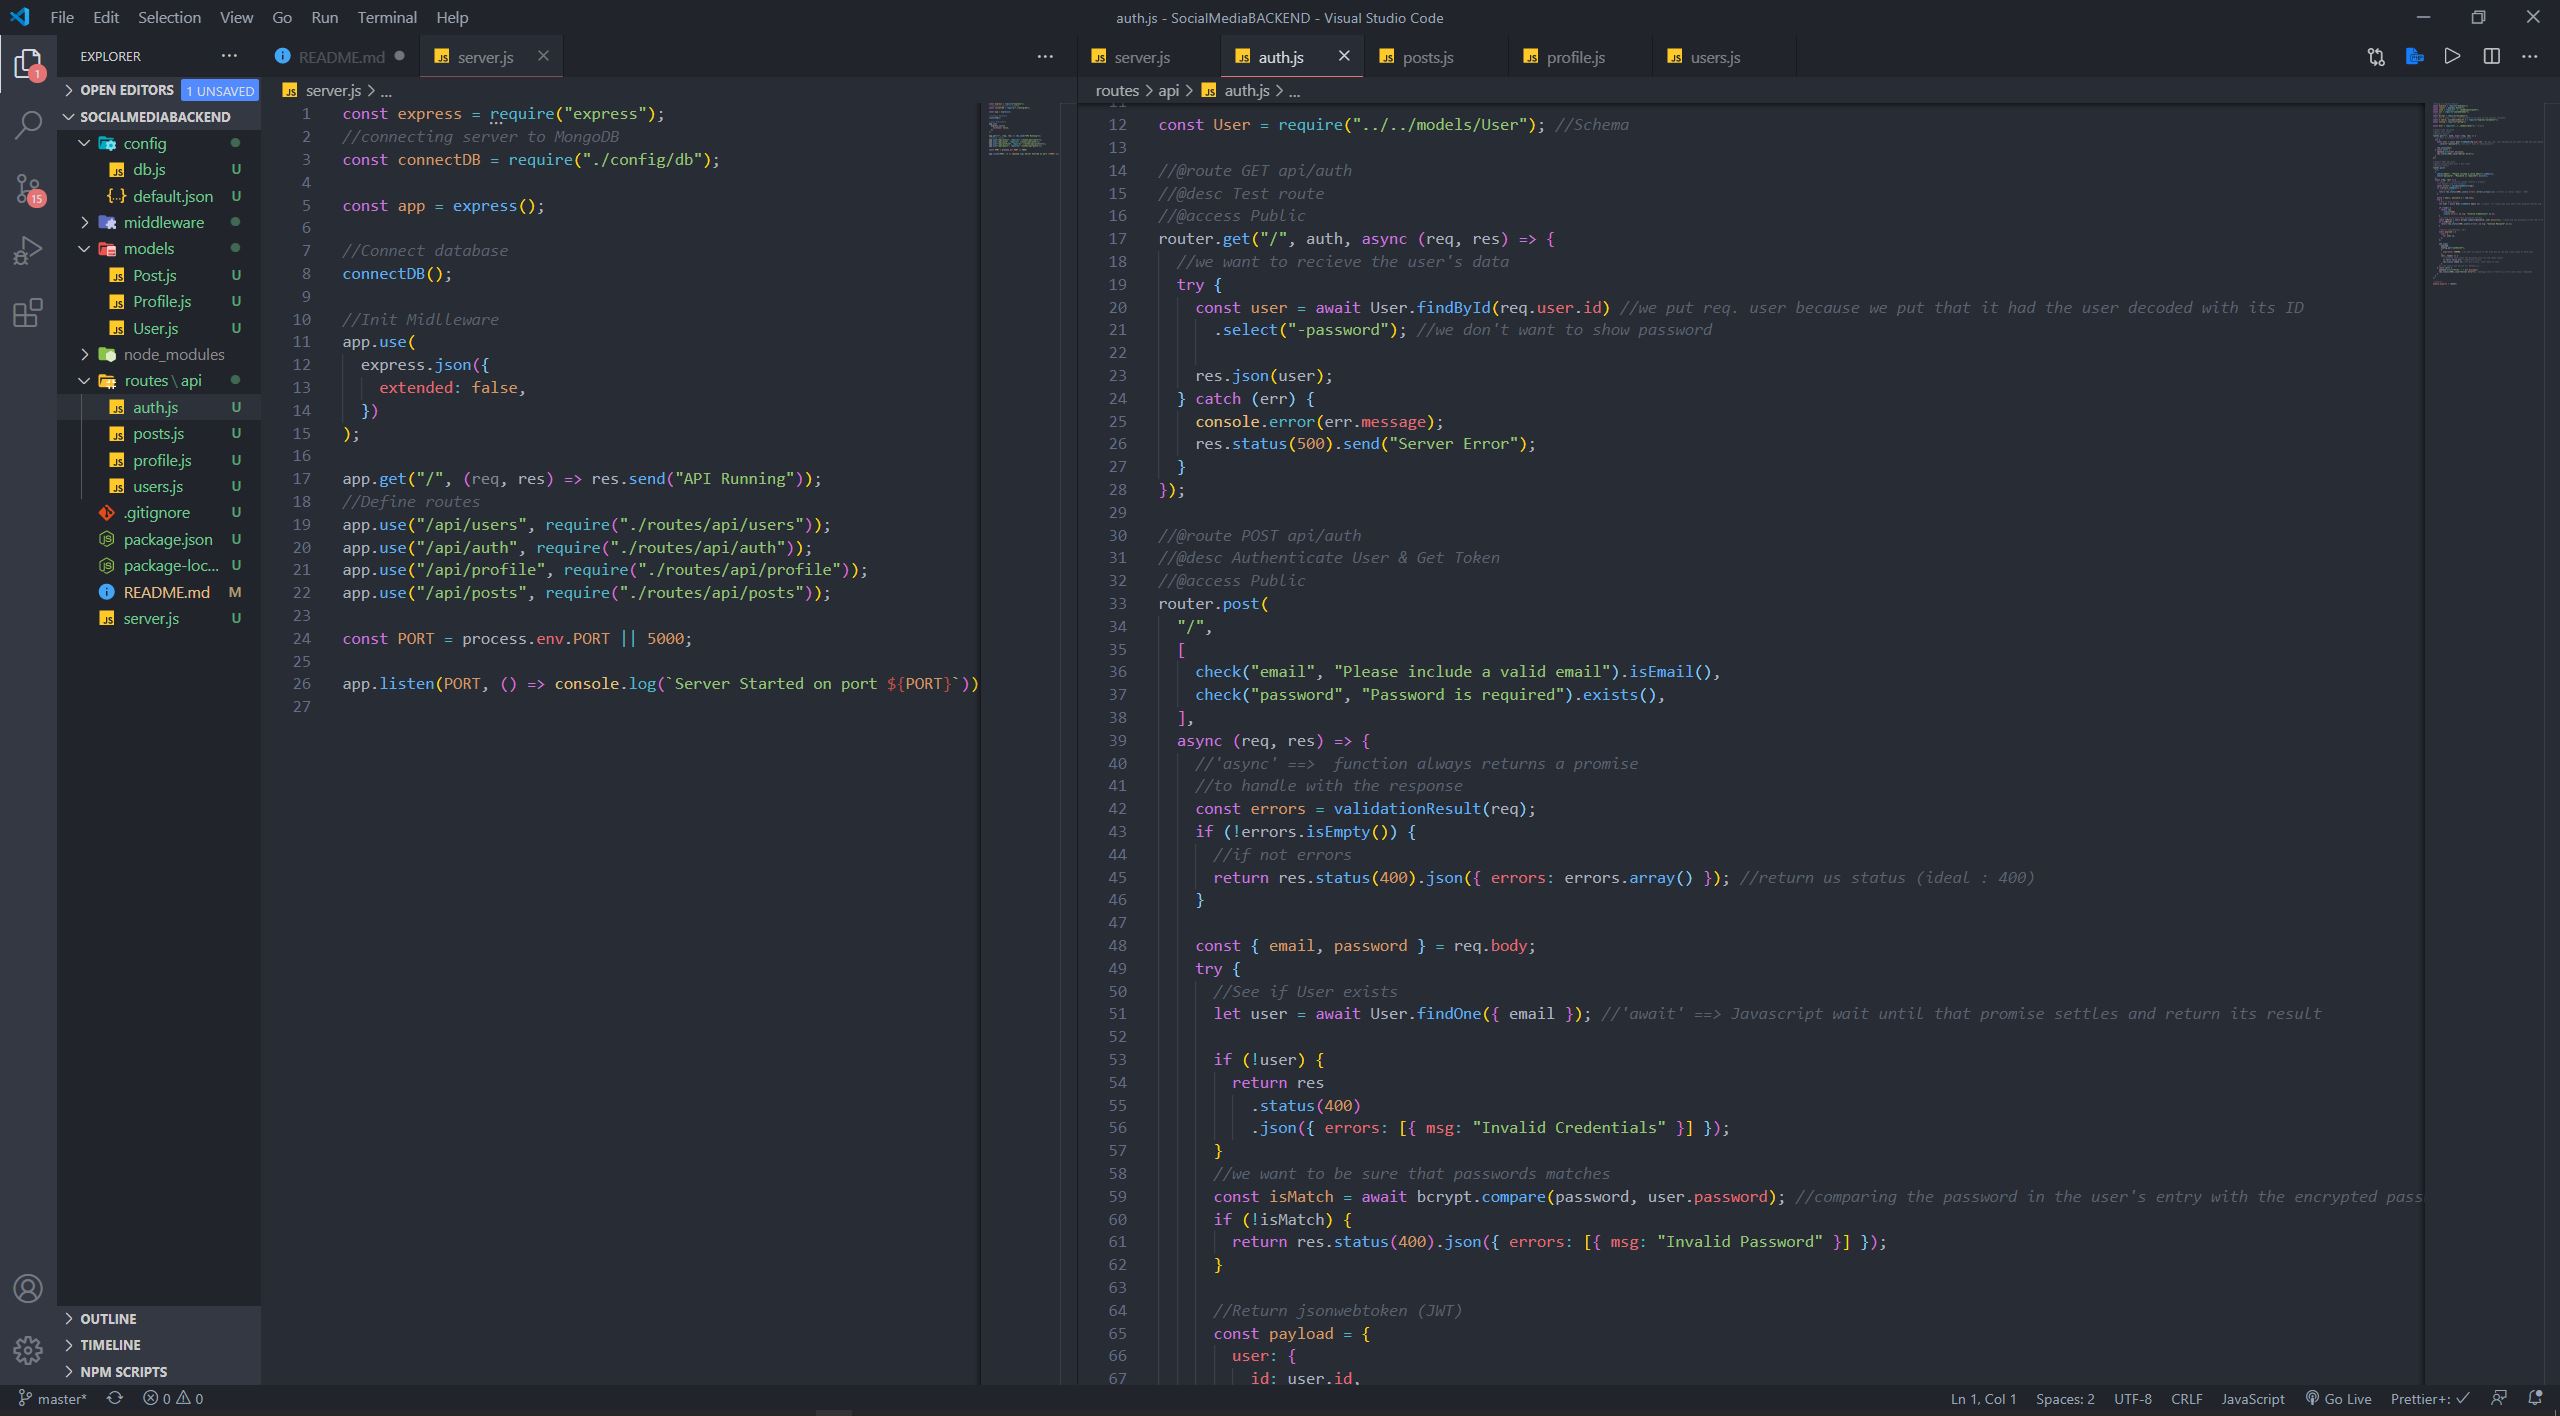 File Edit Selection View Go Run Terminal Help
auth.js - SocialMediaBACKEND - Visual Studio Code
EXPLORER
OPEN EDITORS 1 UNSAVED
SOCIALMEDIABACKEND
config
db.js U
default.json U
middleware
models
Post.js U
Profile.js U
User.js U
node_modules
routes\api
auth.js U
posts.js U
profile.js U
users.js U
.gitignore U
package.json U
package-loc... U
README.md M
server.js U
OUTLINE
TIMELINE
NPM SCRIPTS
1
15
README.md
server.js
server.js > ...
1 const express = require("express");
2 //connecting server to MongoDB
3 const connectDB = require("./config/db");
4
5 const app = express();
6
7 //Connect database
8 connectDB();
9
10 //Init Midlleware
11 app.use(
12 express.json({
13 extended: false,
14 })
15 );
16
17 app.get("/", (req, res) => res.send("API Running"));
18 //Define routes
19 app.use("/api/users", require("./routes/api/users"));
20 app.use("/api/auth", require("./routes/api/auth"));
21 app.use("/api/profile", require("./routes/api/profile"));
22 app.use("/api/posts", require("./routes/api/posts"));
23
24 const PORT = process.env.PORT || 5000;
25
26 app.listen(PORT, () => console.log(`Server Started on port ${PORT}`))
27
server.js auth.js posts.js profile.js users.js
routes > api > auth.js > ...
11
12 const User = require("../../models/User"); //Schema
13
14 //@route GET api/auth
15 //@desc Test route
16 //@access Public
17 router.get("/", auth, async (req, res) => {
18 //we want to recieve the user's data
19 try {
20 const user = await User.findById(req.user.id) //we put req. user because we put that it had the user decoded with its ID
21 .select("-password"); //we don't want to show password
22
23 res.json(user);
24 } catch (err) {
25 console.error(err.message);
26 res.status(500).send("Server Error");
27 }
28 });
29
30 //@route POST api/auth
31 //@desc Authenticate User & Get Token
32 //@access Public
33 router.post(
34 "/",
35 [
36 check("email", "Please include a valid email").isEmail(),
37 check("password", "Password is required").exists(),
38 ],
39 async (req, res) => {
40 //'async' ==> function always returns a promise
41 //to handle with the response
42 const errors = validationResult(req);
43 if (!errors.isEmpty()) {
44 //if not errors
45 return res.status(400).json({ errors: errors.array() }); //return us status (ideal : 400)
46 }
47
48 const { email, password } = req.body;
49 try {
50 //See if User exists
51 let user = await User.findOne({ email }); //'await' ==> Javascript wait until that promise settles and return its result
52
53 if (!user) {
54 return res
55 .status(400)
56 .json({ errors: [{ msg: "Invalid Credentials" }] });
57 }
58 //we want to be sure that passwords matches
59 const isMatch = await bcrypt.compare(password, user.password); //comparing the password in the user's entry with the encrypted pass
60 if (!isMatch) {
61 return res.status(400).json({ errors: [{ msg: "Invalid Password" }] });
62 }
63
64 //Return jsonwebtoken (JWT)
65 const payload = {
66 user: {
67 id: user.id,
master* 0 0
Ln 1, Col 1 Spaces: 2 UTF-8 CRLF JavaScript Go Live Prettier+: ✓